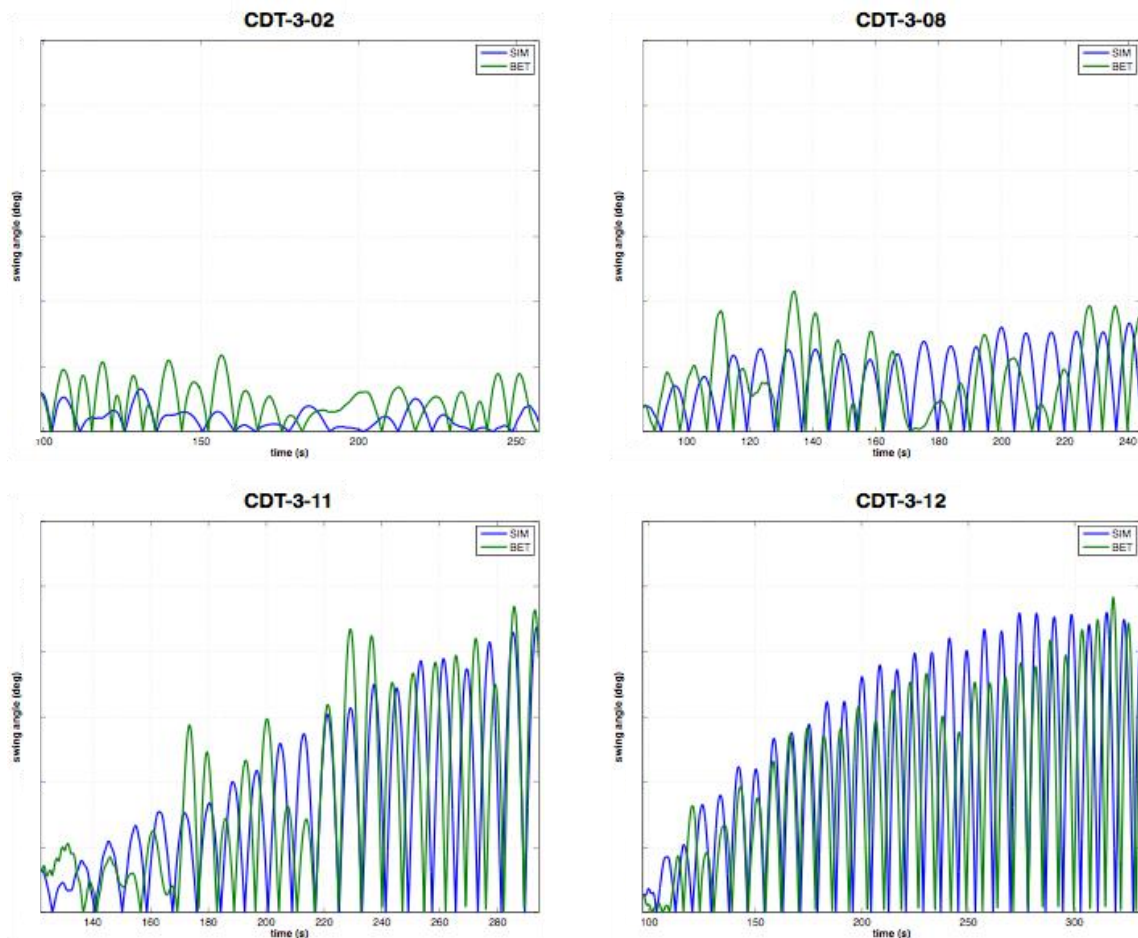 CDT-3-02
SIM
BET
swing angle (deg)
100 150 200 250
time (s)
CDT-3-08
SIM
BET
swing angle (deg)
100 120 140 160 180 200 220 240
time (s)
CDT-3-11
SIM
BET
swing angle (deg)
140 160 180 200 220 240 260 280
time (s)
CDT-3-12
SIM
BET
swing angle (deg)
100 150 200 250 300
time (s)